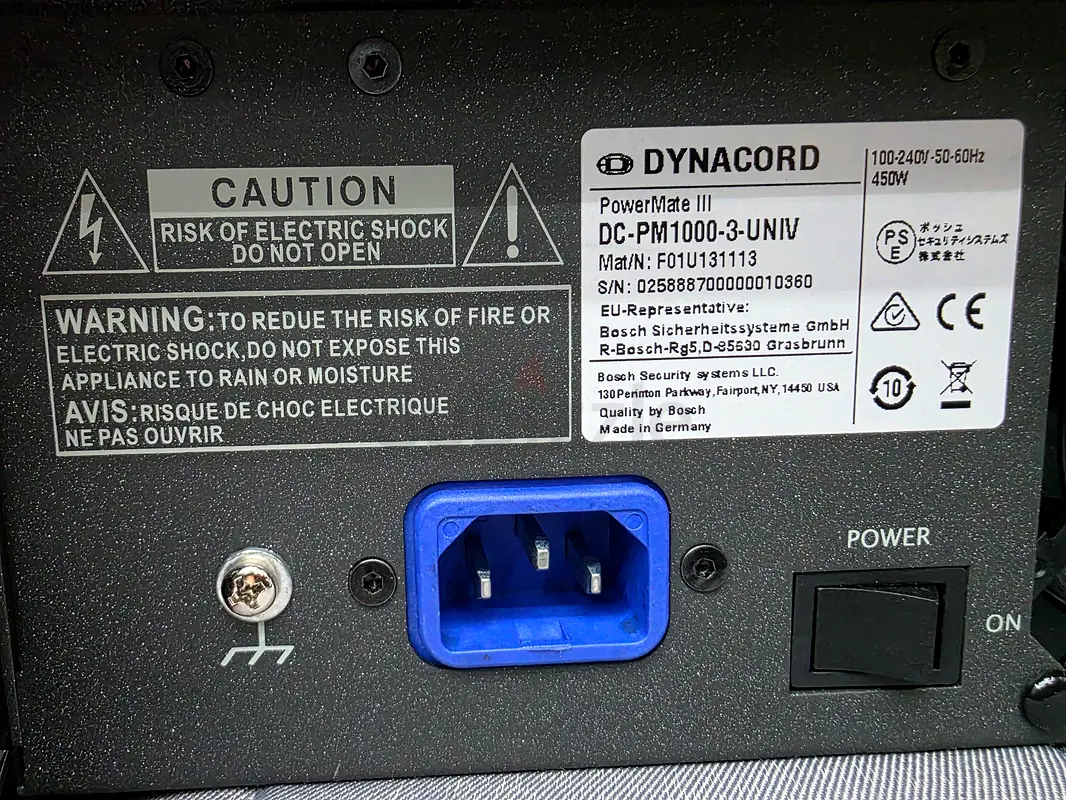 CAUTION
RISK OF ELECTRIC SHOCK
DO NOT OPEN
WARNING:TO REDUE THE RISK OF FIRE OR
ELECTRIC SHOCK,DO NOT EXPOSE THIS
APPLIANCE TO RAIN OR MOISTURE
AVIS:RISQUE DE CHOC ELECTRIQUE
NE PAS OUVRIR
DYNACORD
PowerMate III
DC-PM1000-3-UNIV
Mat/N: F01U131113
S/N: 025888700000010360
EU-Representative:
Bosch Sicherheitssysteme GmbH
R-Bosch-Rg5,D-85630 Grasbrunn
Bosch Security systems LLC.
130 Perinton Parkway, Fairport, NY, 14450 USA
Quality by Bosch
Made in Germany
100-240V-50-60Hz
450W
PS
E
ボッシュ
セキュリティシステムズ
株式会社
CE
10
POWER
ON